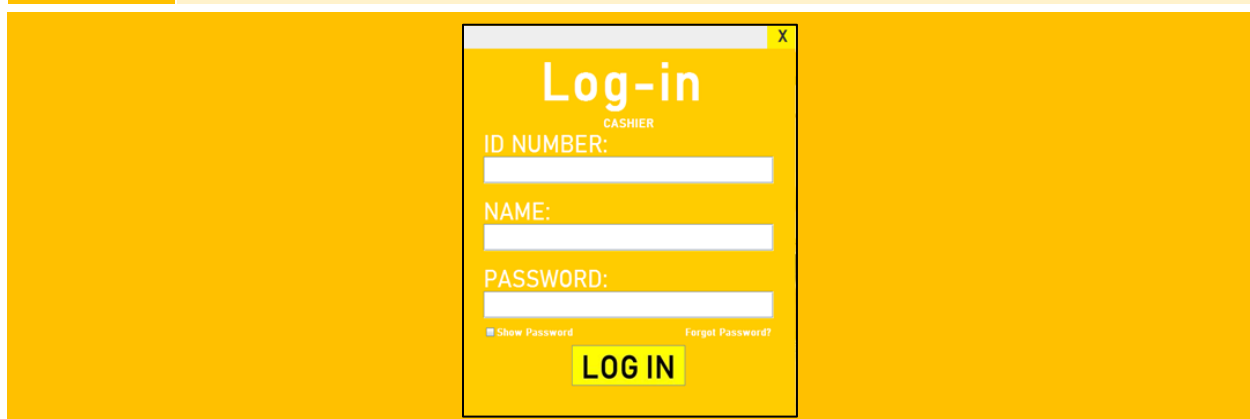 X
Log-in
CASHIER
ID NUMBER:
NAME:
PASSWORD:
Show Password Forgot Password?
LOG IN